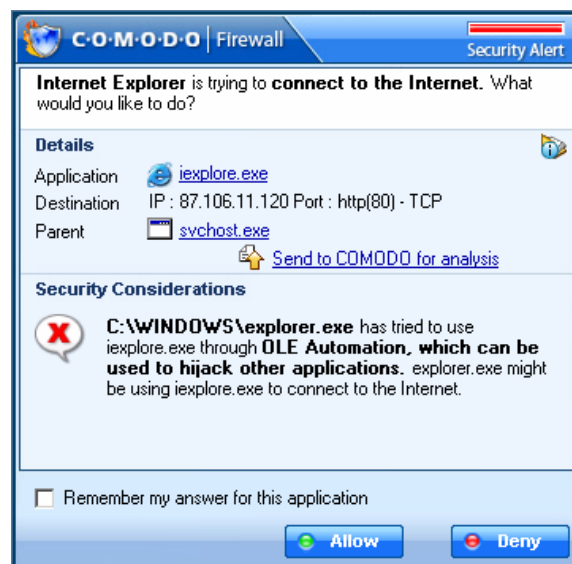 C·O·M·O·D·O | Firewall
Security Alert
Internet Explorer is trying to connect to the Internet. What
would you like to do?
Details
Application iexplore.exe
Destination IP : 87.106.11.120 Port : http(80) - TCP
Parent svchost.exe
Send to COMODO for analysis
Security Considerations
C:\WINDOWS\explorer.exe has tried to use
iexplore.exe through OLE Automation, which can be
used to hijack other applications. explorer.exe might
be using iexplore.exe to connect to the Internet.
Remember my answer for this application
Allow
Deny